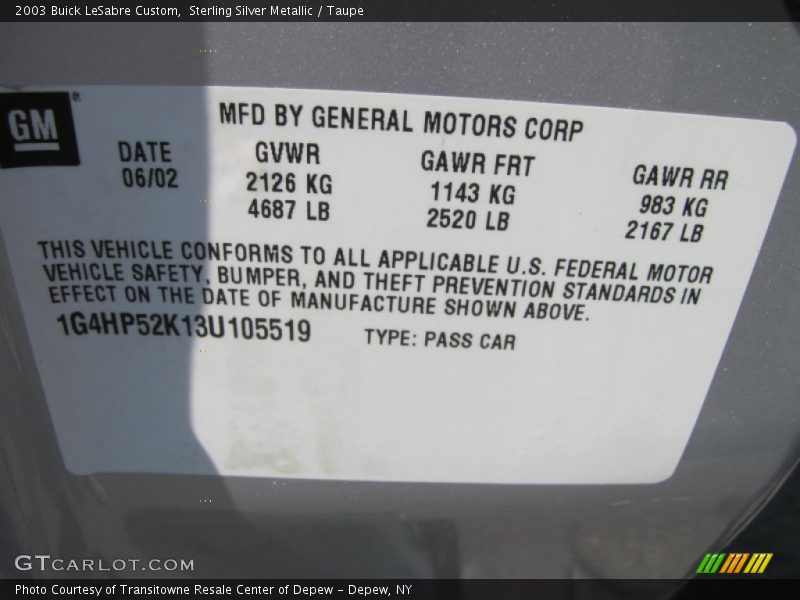 2003 Buick LeSabre Custom,  Sterling Silver Metallic / Taupe
GM ®
MFD BY GENERAL MOTORS CORP
DATE GVWR GAWR FRT GAWR RR
06/02 2126 KG 1143 KG 983 KG
4687 LB 2520 LB 2167 LB
THIS VEHICLE CONFORMS TO ALL APPLICABLE U.S. FEDERAL MOTOR
VEHICLE SAFETY, BUMPER, AND THEFT PREVENTION STANDARDS IN
EFFECT ON THE DATE OF MANUFACTURE SHOWN ABOVE.
1G4HP52K13U105519 TYPE: PASS CAR
GTCARLOT.COM
Photo Courtesy of Transitowne Resale Center of Depew – Depew, NY